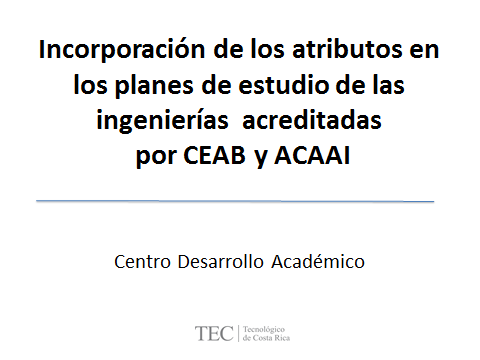 Incorporación de los atributos en
los planes de estudio de las
ingenierías acreditadas
por CEAB y ACAAI
Centro Desarrollo Académico
TEC Tecnológico
de Costa Rica